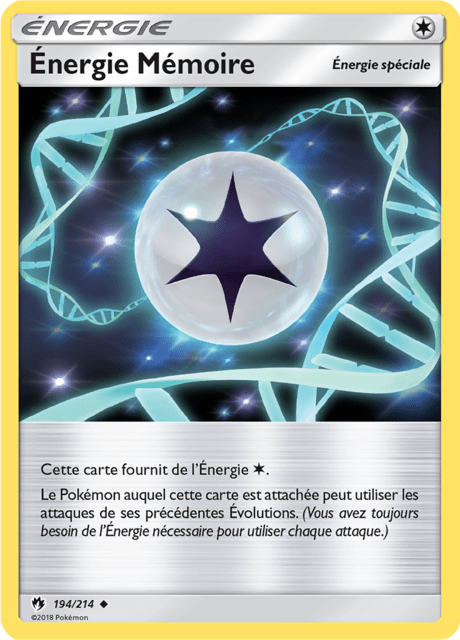 ÉNERGIE
Énergie Mémoire
Énergie spéciale
Cette carte fournit de l'Énergie ✶.
Le Pokémon auquel cette carte est attachée peut utiliser les
attaques de ses précédentes Évolutions. (Vous avez toujours
besoin de l'Énergie nécessaire pour utiliser chaque attaque.)
194/214 ◆
©2018 Pokémon